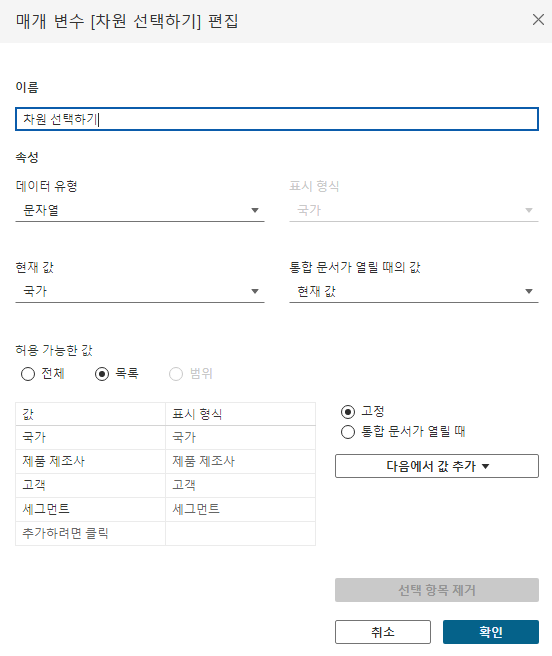 매개 변수 [차원 선택하기] 편집
이름
차원 선택하기
속성
데이터 유형 표시 형식
문자열 국가
현재 값 통합 문서가 열릴 때의 값
국가 현재 값
허용 가능한 값
전체 목록 범위
값 표시 형식
국가 국가
제품 제조사 제품 제조사
고객 고객
세그먼트 세그먼트
추가하려면 클릭
고정
통합 문서가 열릴 때
다음에서 값 추가
선택 항목 제거
취소 확인